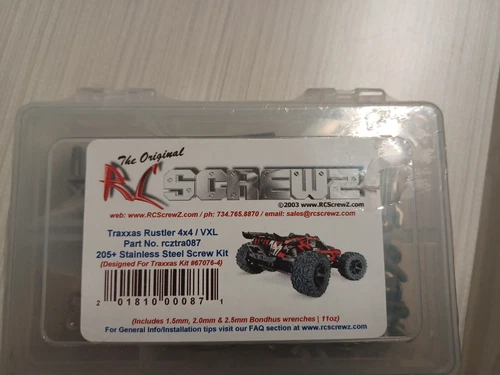 The Original
RC SCREWZ
©2003 www.RCScrewZ.com
web: www.RCScrewZ.com / ph: 734.765.8870 / email: sales@rcscrewz.com
Traxxas Rustler 4x4 / VXL
Part No. rcztra087
205+ Stainless Steel Screw Kit
(Designed For Traxxas Kit #67076-4)
2 01810 00087 1
(Includes 1.5mm, 2.0mm & 2.5mm Bondhus wrenches | 11oz)
For General Info/Installation tips visit our FAQ section at www.rcscrewz.com